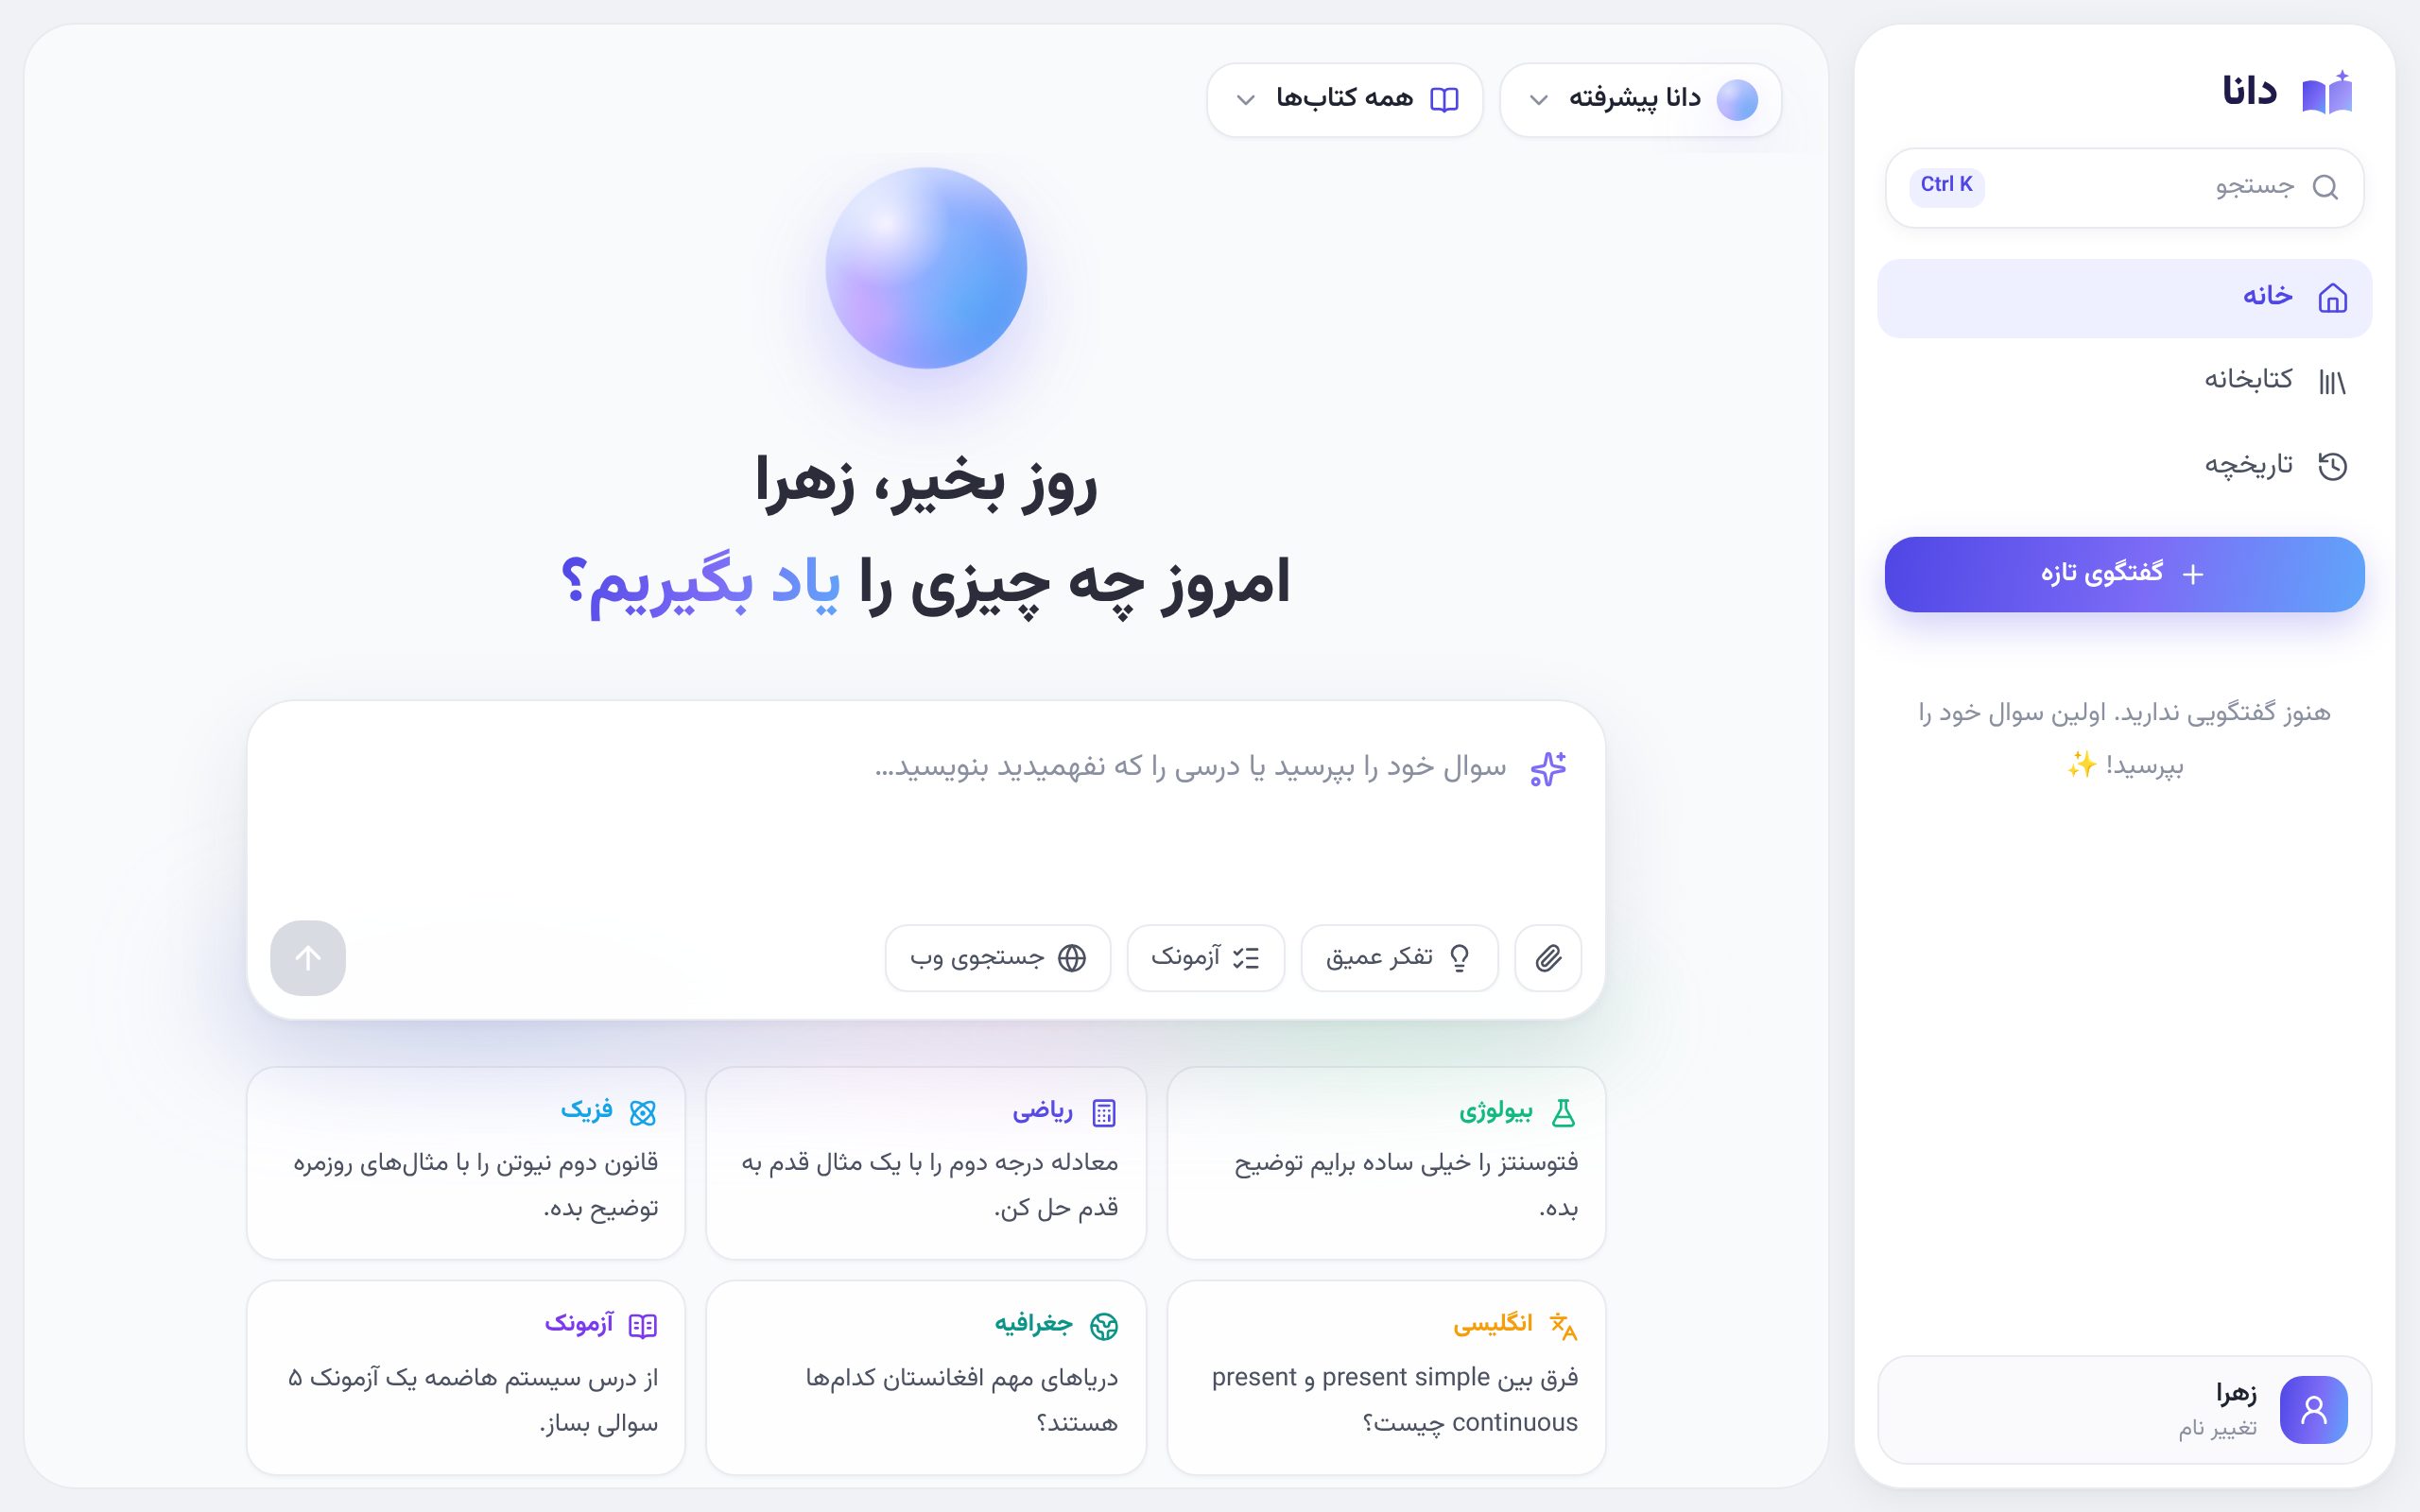 دانا
جستجو
Ctrl K
خانه
کتابخانه
تاریخچه
گفتگوی تازه
هنوز گفتگویی ندارید. اولین سوال خود را
بپرسید! ✨
زهرا
تغییر نام
دانا پیشرفته
همه کتاب‌ها
روز بخیر، زهرا
امروز چه چیزی را یاد بگیریم؟
سوال خود را بپرسید یا درسی را که نفهمیدید بنویسید...
تفکر عمیق
آزمونک
جستجوی وب
بیولوژی
فتوسنتز را خیلی ساده برایم توضیح
بده.
ریاضی
معادله درجه دوم را با یک مثال قدم به
قدم حل کن.
فزیک
قانون دوم نیوتن را با مثال‌های روزمره
توضیح بده.
انگلیسی
فرق بین present simple و present
continuous چیست؟
جغرافیه
دریاهای مهم افغانستان کدام‌ها
هستند؟
آزمونک
از درس سیستم هاضمه یک آزمونک ۵
سوالی بساز.